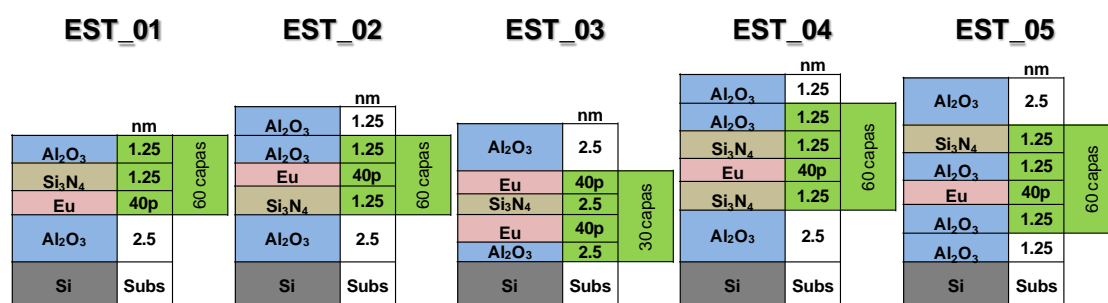 EST_01
nm
Al₂O₃ 1.25
Si₃N₄ 1.25
Eu 40p
60 capas
Al₂O₃ 2.5
Si Subs
EST_02
nm
Al₂O₃ 1.25
Al₂O₃ 1.25
Eu 40p
Si₃N₄ 1.25
60 capas
Al₂O₃ 2.5
Si Subs
EST_03
nm
Al₂O₃ 2.5
Eu 40p
Si₃N₄ 2.5
Eu 40p
Al₂O₃ 2.5
30 capas
Si Subs
EST_04
nm
Al₂O₃ 1.25
Al₂O₃ 1.25
Si₃N₄ 1.25
Eu 40p
Si₃N₄ 1.25
60 capas
Al₂O₃ 2.5
Si Subs
EST_05
nm
Al₂O₃ 2.5
Si₃N₄ 1.25
Al₂O₃ 1.25
Eu 40p
Al₂O₃ 1.25
60 capas
Al₂O₃ 1.25
Si Subs